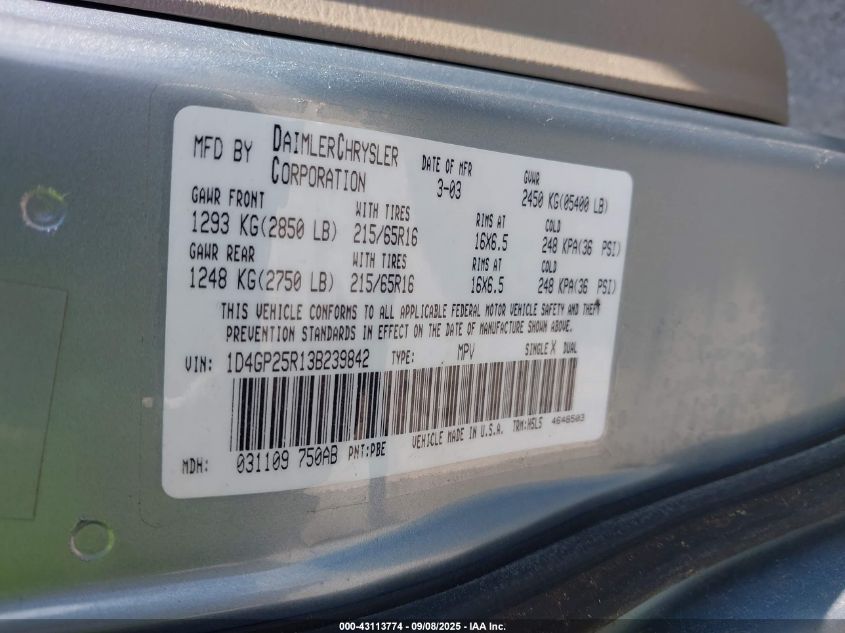 MFD BY DAIMLERCHRYSLER CORPORATION
DATE OF MFR 3-03
GVWR 2450 KG(05400 LB)
GAWR FRONT WITH TIRES RIMS AT COLD
1293 KG(2850 LB) 215/65R16 16X6.5 248 KPA(36 PSI)
GAWR REAR WITH TIRES RIMS AT COLD
1248 KG(2750 LB) 215/65R16 16X6.5 248 KPA(36 PSI)
THIS VEHICLE CONFORMS TO ALL APPLICABLE FEDERAL MOTOR VEHICLE SAFETY AND THEFT
PREVENTION STANDARDS IN EFFECT ON THE DATE OF MANUFACTURE SHOWN ABOVE.
VIN: 1D4GP25R13B239842 TYPE: MPV SINGLE X DUAL
MDH: 031109 750AB PNT:PBE VEHICLE MADE IN U.S.A. TRM:H5L5 4648503
000-43113774 - 09/08/2025 - IAA Inc.